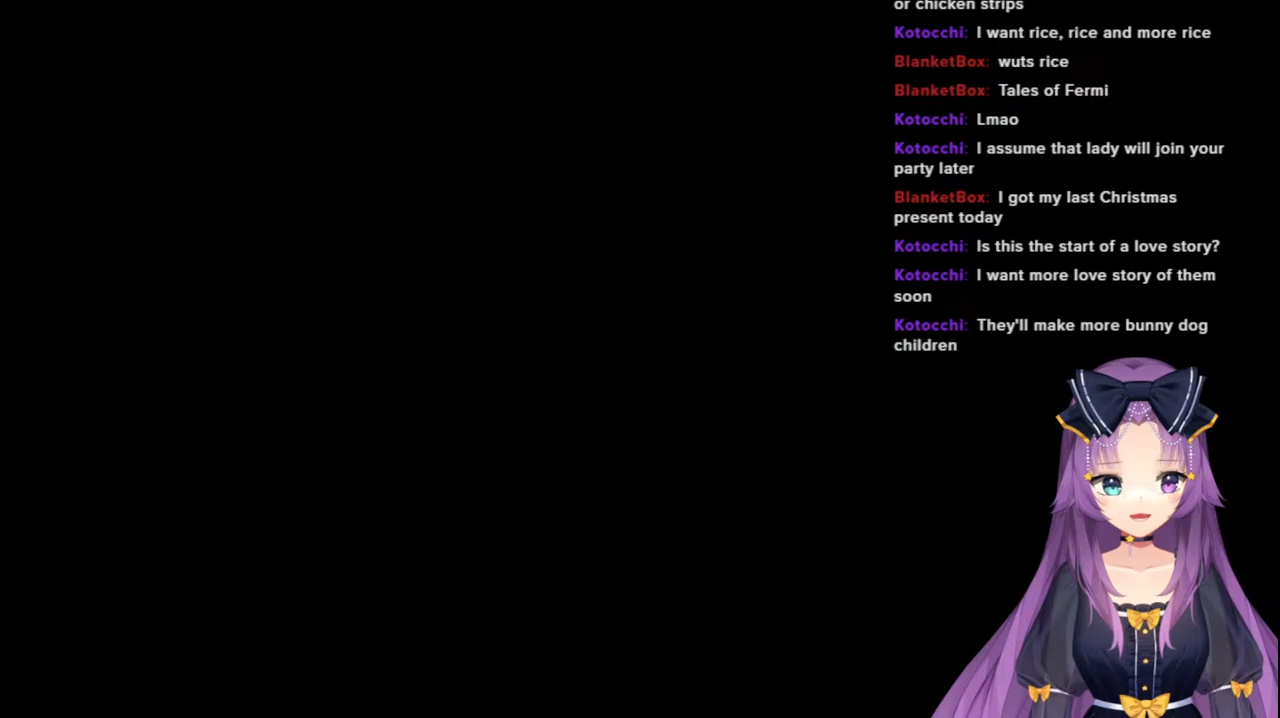 or chicken strips
Kotocchi: I want rice, rice and more rice
BlanketBox: wuts rice
BlanketBox: Tales of Fermi
Kotocchi: Lmao
Kotocchi: I assume that lady will join your
party later
BlanketBox: I got my last Christmas
present today
Kotocchi: Is this the start of a love story?
Kotocchi: I want more love story of them
soon
Kotocchi: They'll make more bunny dog
children